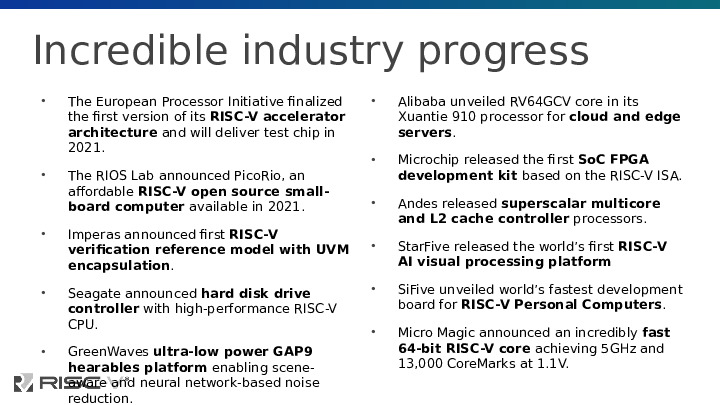 Incredible industry progress
• The European Processor Initiative finalized
the first version of its RISC-V accelerator
architecture and will deliver test chip in
2021.
• The RIOS Lab announced PicoRio, an
affordable RISC-V open source small-
board computer available in 2021.
• Imperas announced first RISC-V
verification reference model with UVM
encapsulation.
• Seagate announced hard disk drive
controller with high-performance RISC-V
CPU.
• GreenWaves ultra-low power GAP9
hearables platform enabling scene-
aware and neural network-based noise
reduction.
• Alibaba unveiled RV64GCV core in its
Xuantie 910 processor for cloud and edge
servers.
• Microchip released the first SoC FPGA
development kit based on the RISC-V ISA.
• Andes released superscalar multicore
and L2 cache controller processors.
• StarFive released the world’s first RISC-V
AI visual processing platform
• SiFive unveiled world’s fastest development
board for RISC-V Personal Computers.
• Micro Magic announced an incredibly fast
64-bit RISC-V core achieving 5GHz and
13,000 CoreMarks at 1.1V.
RISC-V